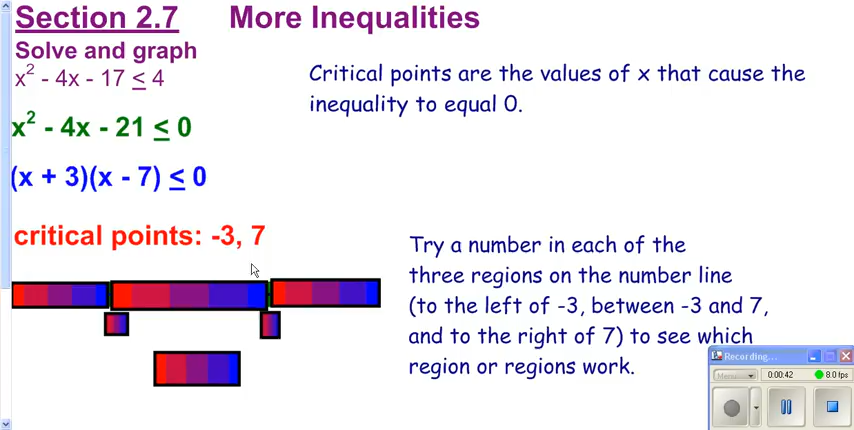 Section 2.7 More Inequalities
Solve and graph
x² - 4x - 17 ≤ 4
Critical points are the values of x that cause the
inequality to equal 0.
x² - 4x - 21 ≤ 0
(x + 3)(x - 7) ≤ 0
critical points: -3, 7
Try a number in each of the
three regions on the number line
(to the left of -3, between -3 and 7,
and to the right of 7) to see which
region or regions work.
Recording...
0:00:42 8.0 fps